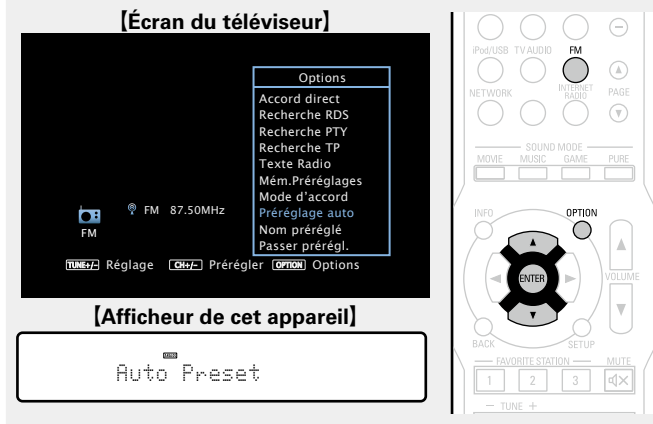 【Écran du téléviseur】
Options
Accord direct
Recherche RDS
Recherche PTY
Recherche TP
Texte Radio
Mém.Préréglages
Mode d'accord
Préréglage auto
Nom préréglé
Passer prérégl.
FM 87.50MHz
FM
TUNE+/- Réglage CH+/- Prérégler OPTION Options
【Afficheur de cet appareil】
Auto Preset
iPod/USB TV AUDIO FM
NETWORK INTERNET RADIO PAGE
SOUND MODE
MOVIE MUSIC GAME PURE
INFO OPTION
ENTER
VOLUME
BACK SETUP
FAVORITE STATION MUTE
1 2 3
- TUNE +